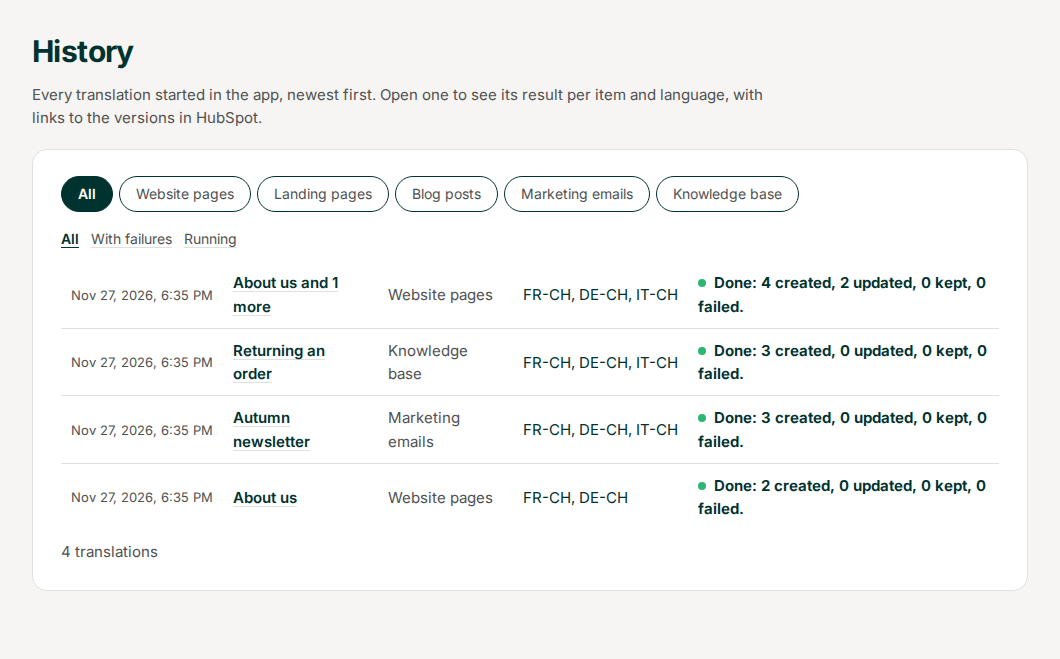 History
Every translation started in the app, newest first. Open one to see its result per item and language, with
links to the versions in HubSpot.
All Website pages Landing pages Blog posts Marketing emails Knowledge base
All With failures Running
Nov 27, 2026, 6:35 PM About us and 1 more Website pages FR-CH, DE-CH, IT-CH Done: 4 created, 2 updated, 0 kept, 0 failed.
Nov 27, 2026, 6:35 PM Returning an order Knowledge base FR-CH, DE-CH, IT-CH Done: 3 created, 0 updated, 0 kept, 0 failed.
Nov 27, 2026, 6:35 PM Autumn newsletter Marketing emails FR-CH, DE-CH, IT-CH Done: 3 created, 0 updated, 0 kept, 0 failed.
Nov 27, 2026, 6:35 PM About us Website pages FR-CH, DE-CH Done: 2 created, 0 updated, 0 kept, 0 failed.
4 translations